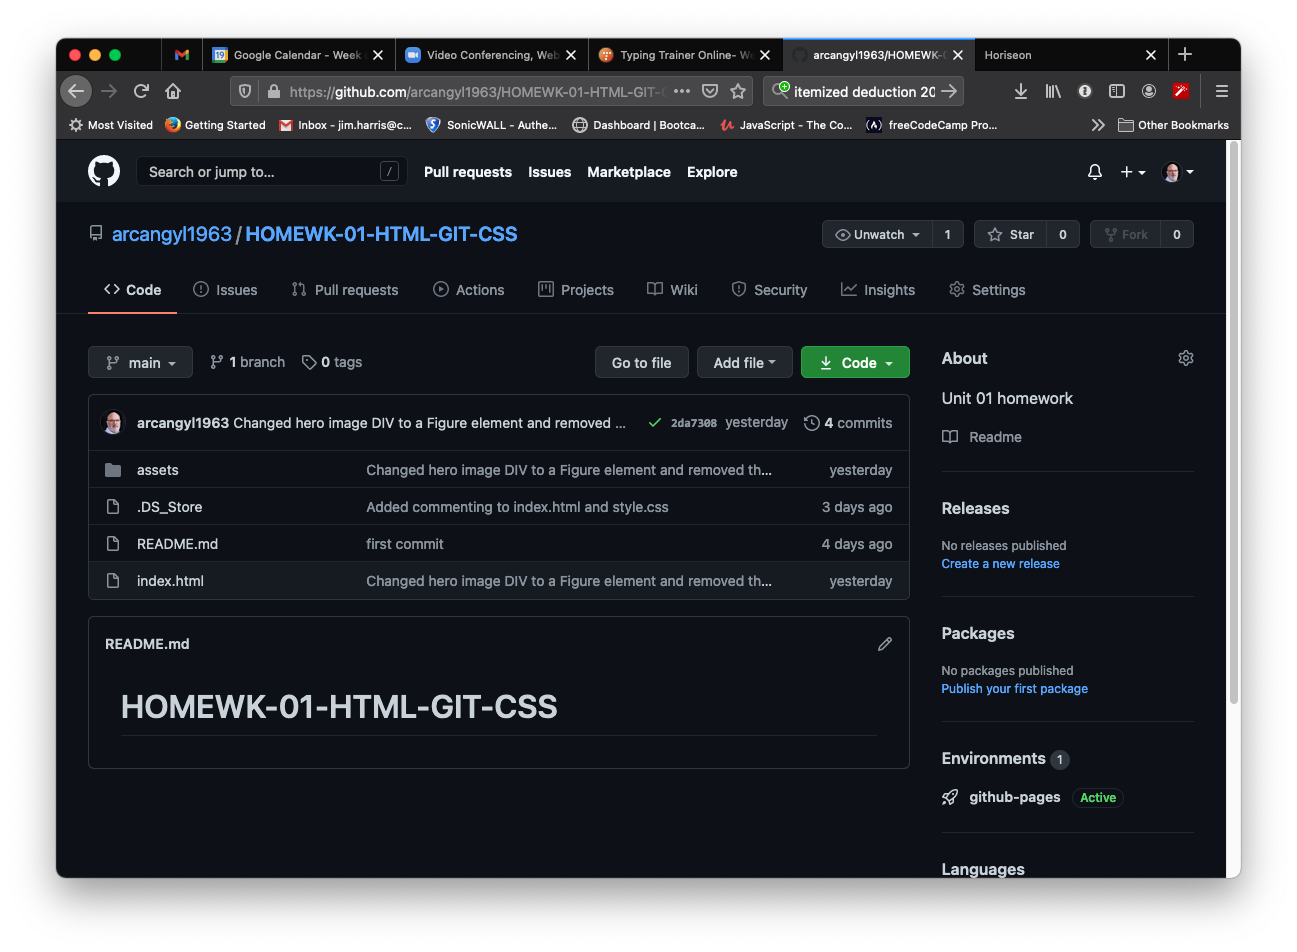 Google Calendar - Week
Video Conferencing, Web
Typing Trainer Online- W
arcangyl1963/HOMEWK-
Horiseon
https://github.com/arcangyl1963/HOMEWK-01-HTML-GIT-
itemized deduction 20
Most Visited
Getting Started
Inbox - jim.harris@c...
SonicWALL - Authe...
Dashboard | Bootca...
JavaScript - The Co...
freeCodeCamp Pro...
Other Bookmarks
Search or jump to...
/
Pull requests
Issues
Marketplace
Explore
arcangyl1963 / HOMEWK-01-HTML-GIT-CSS
Unwatch 1
Star 0
Fork 0
Code
Issues
Pull requests
Actions
Projects
Wiki
Security
Insights
Settings
main
1 branch
0 tags
Go to file
Add file
Code
arcangyl1963 Changed hero image DIV to a Figure element and removed ...
2da7308 yesterday
4 commits
assets
Changed hero image DIV to a Figure element and removed th...
yesterday
.DS_Store
Added commenting to index.html and style.css
3 days ago
README.md
first commit
4 days ago
index.html
Changed hero image DIV to a Figure element and removed th...
yesterday
README.md
HOMEWK-01-HTML-GIT-CSS
About
Unit 01 homework
Readme
Releases
No releases published
Create a new release
Packages
No packages published
Publish your first package
Environments 1
github-pages Active
Languages